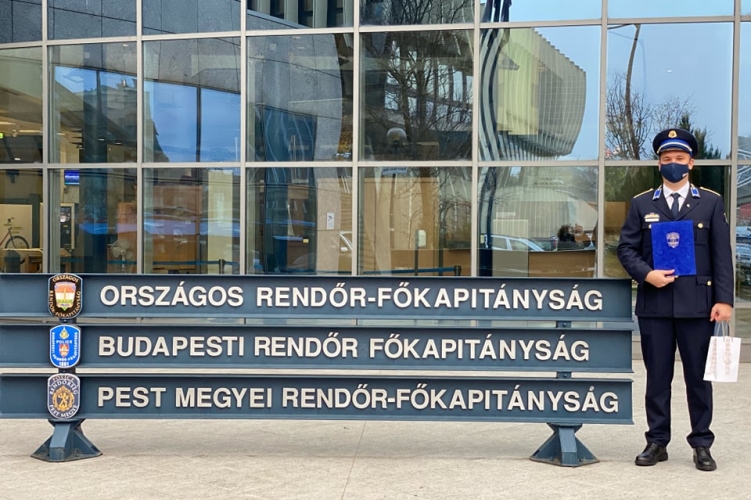 ORSZÁGOS RENDŐR-FŐKAPITÁNYSÁG
BUDAPESTI RENDŐR FŐKAPITÁNYSÁG
PEST MEGYEI RENDŐR-FŐKAPITÁNYSÁG